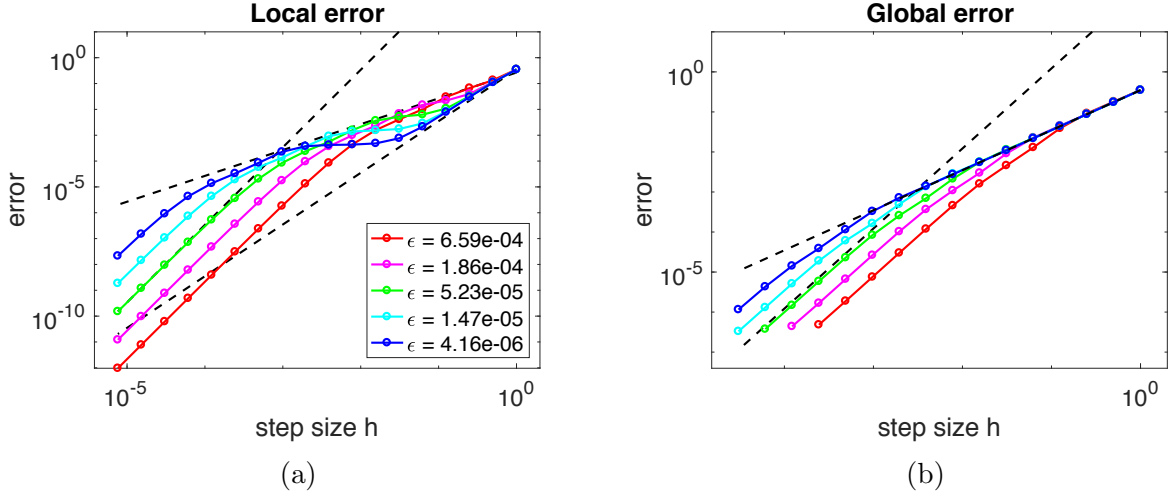 Local error
10^0
10^-5
10^-10
error
ϵ = 6.59e-04
ϵ = 1.86e-04
ϵ = 5.23e-05
ϵ = 1.47e-05
ϵ = 4.16e-06
10^-5
10^0
step size h
(a)
Global error
10^0
10^-5
error
10^0
step size h
(b)